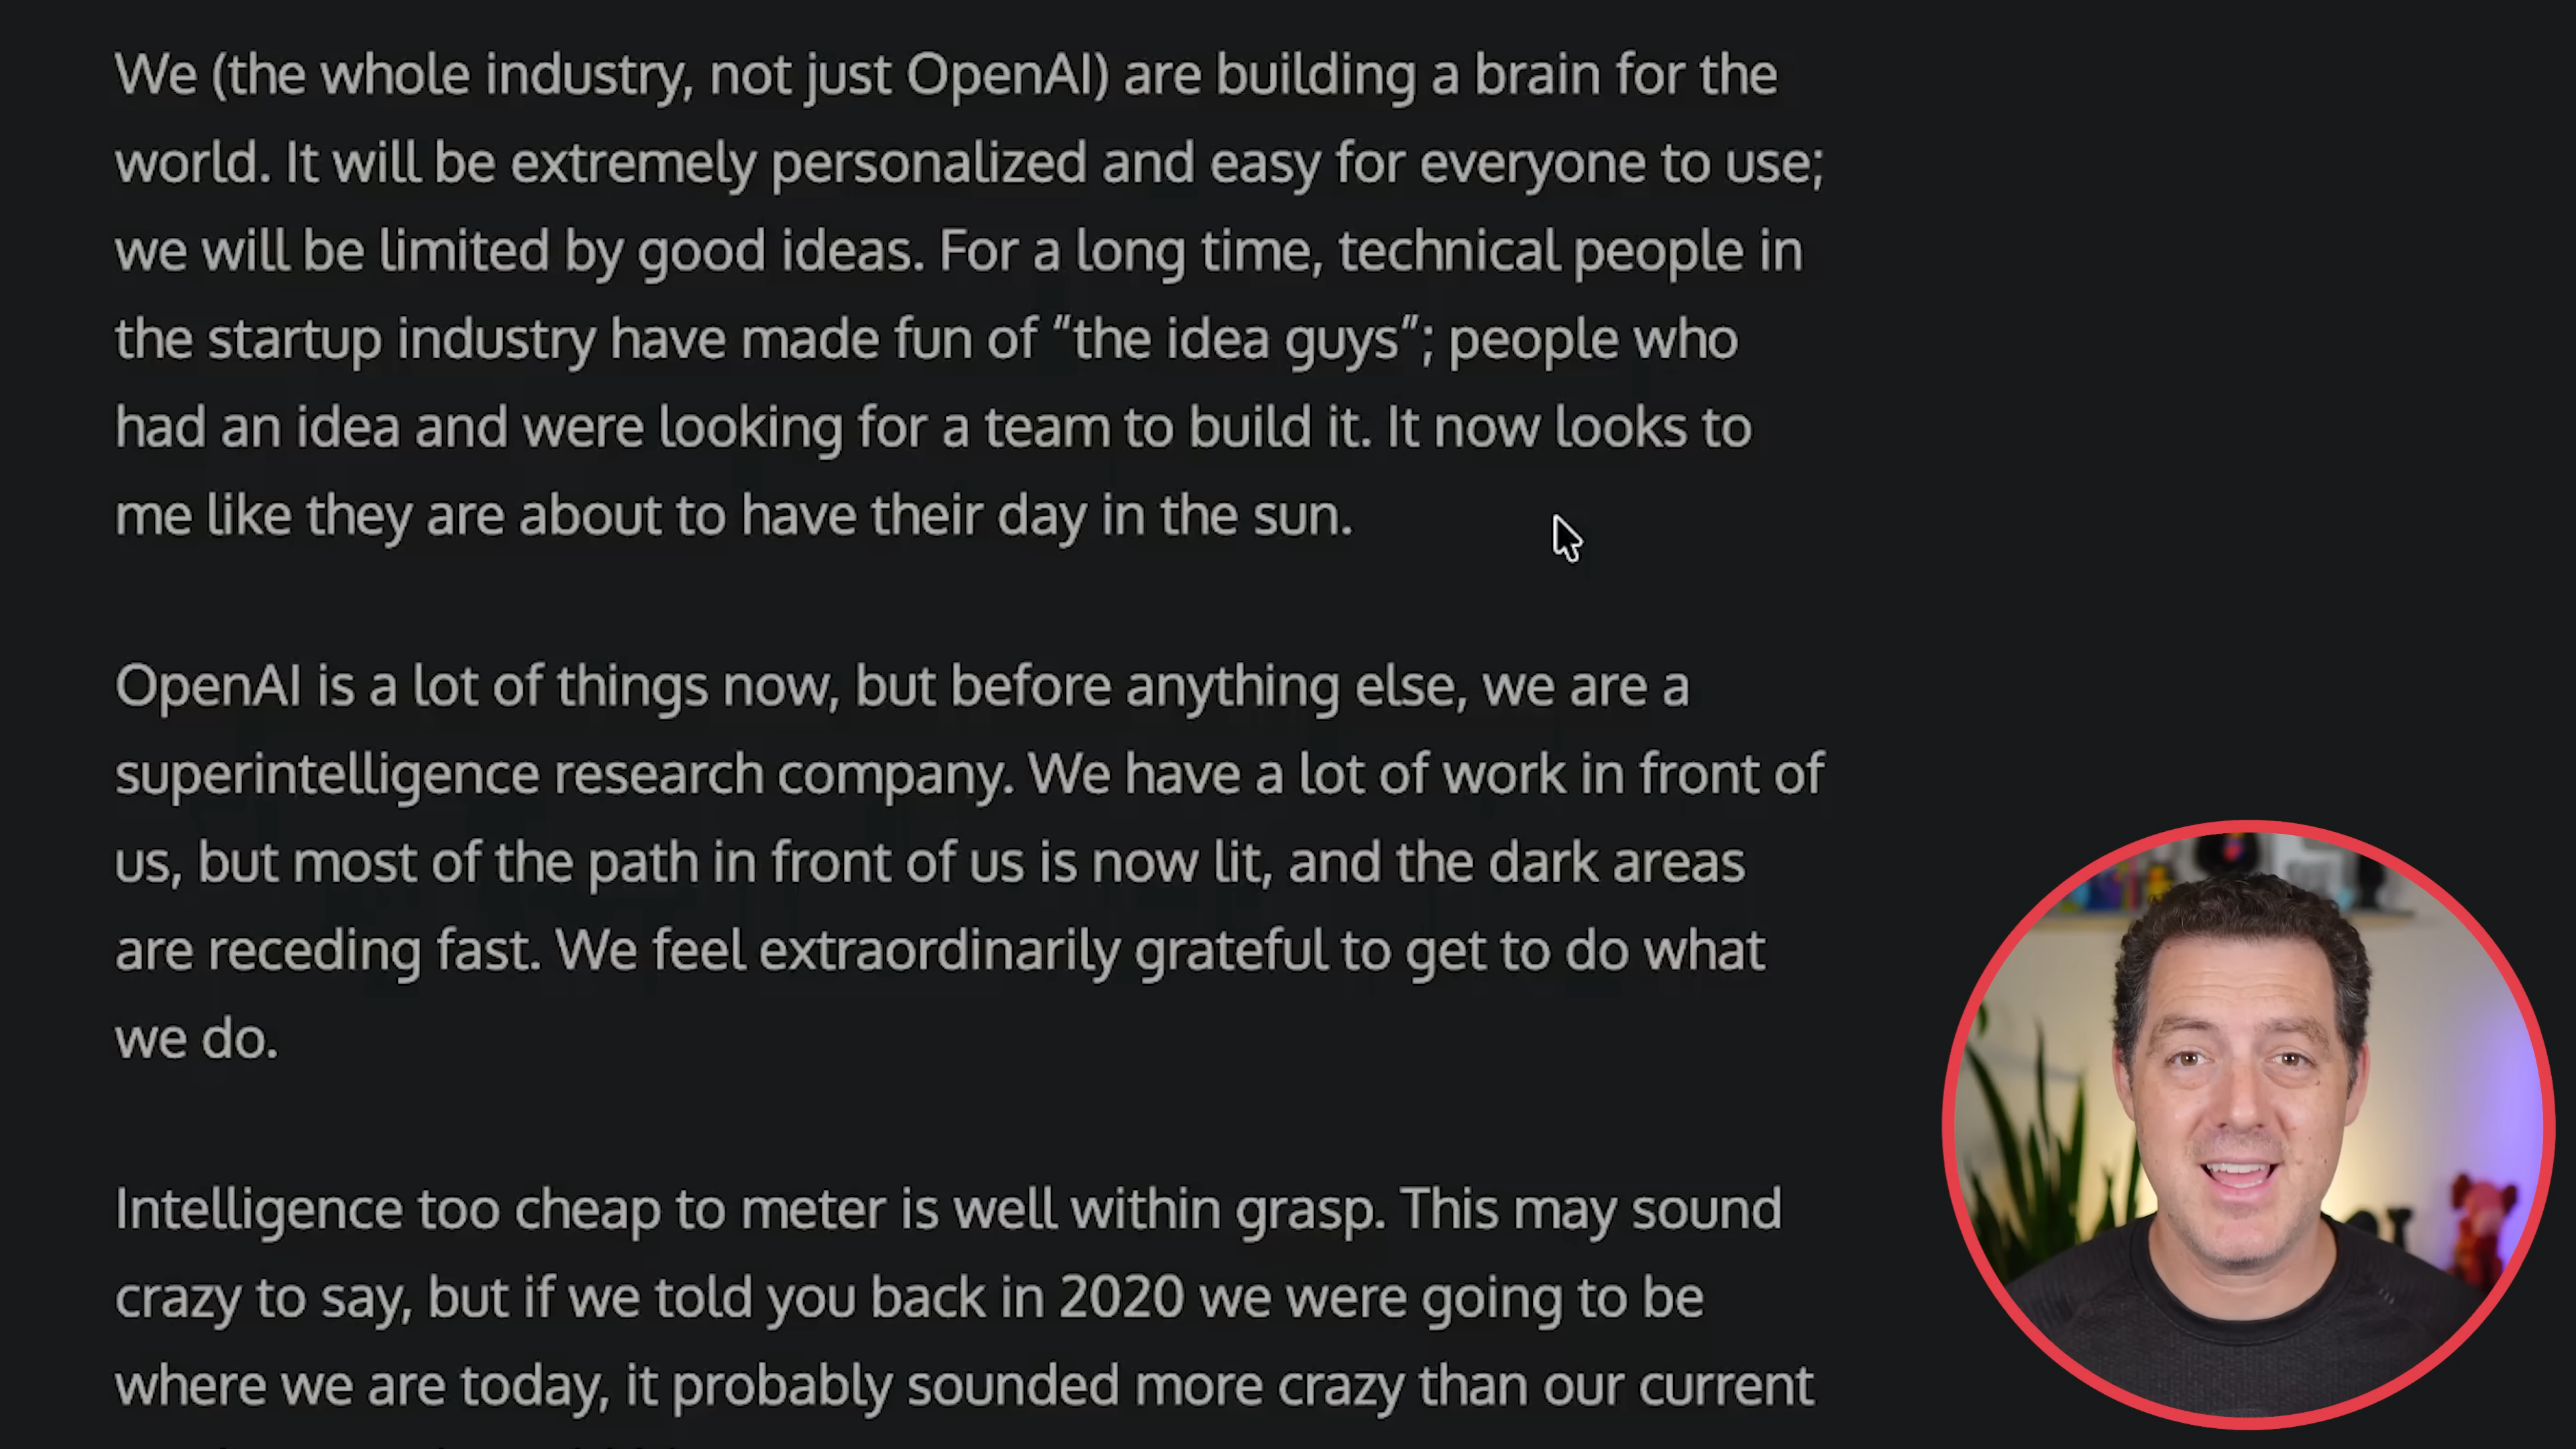 We (the whole industry, not just OpenAI) are building a brain for the
world. It will be extremely personalized and easy for everyone to use;
we will be limited by good ideas. For a long time, technical people in
the startup industry have made fun of “the idea guys”; people who
had an idea and were looking for a team to build it. It now looks to
me like they are about to have their day in the sun.
OpenAI is a lot of things now, but before anything else, we are a
superintelligence research company. We have a lot of work in front of
us, but most of the path in front of us is now lit, and the dark areas
are receding fast. We feel extraordinarily grateful to get to do what
we do.
Intelligence too cheap to meter is well within grasp. This may sound
crazy to say, but if we told you back in 2020 we were going to be
where we are today, it probably sounded more crazy than our current